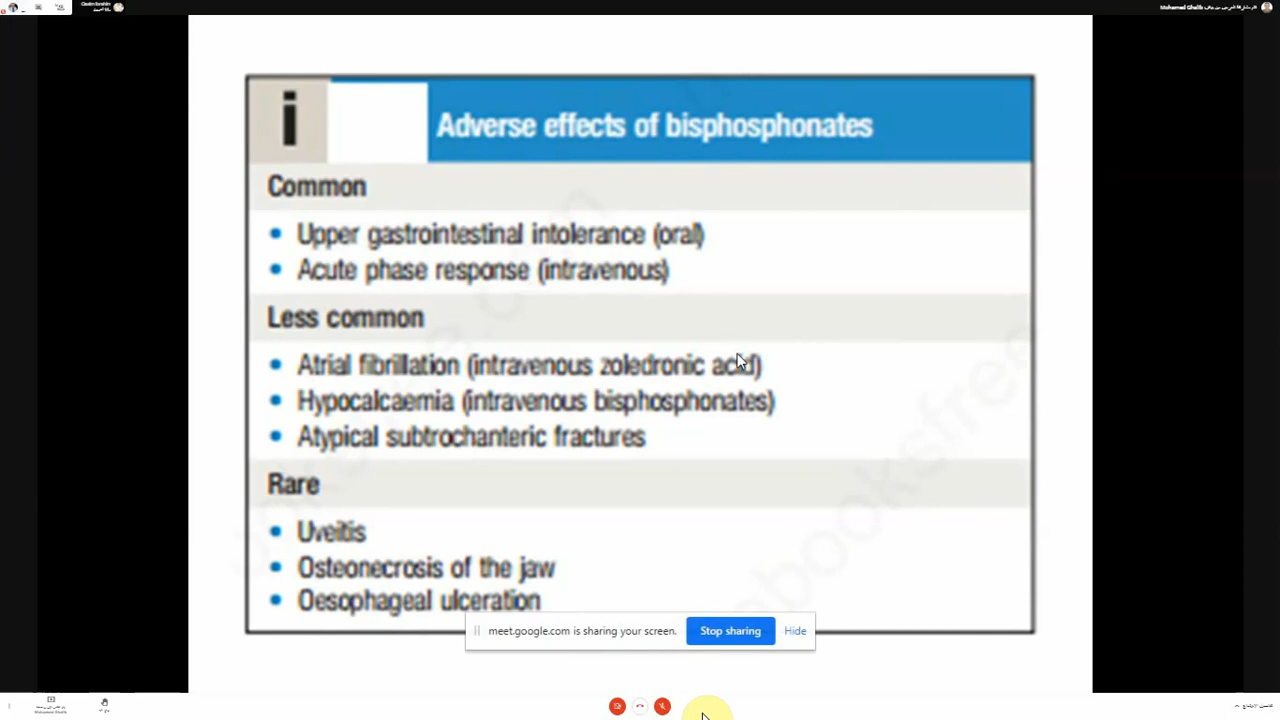 Mohamed Ghalib
i
Adverse effects of bisphosphonates
Common
• Upper gastrointestinal intolerance (oral)
• Acute phase response (intravenous)
Less common
• Atrial fibrillation (intravenous zoledronic acid)
• Hypocalcaemia (intravenous bisphosphonates)
• Atypical subtrochanteric fractures
Rare
• Uveitis
• Osteonecrosis of the jaw
• Oesophageal ulceration
meet.google.com is sharing your screen.
Stop sharing
Hide